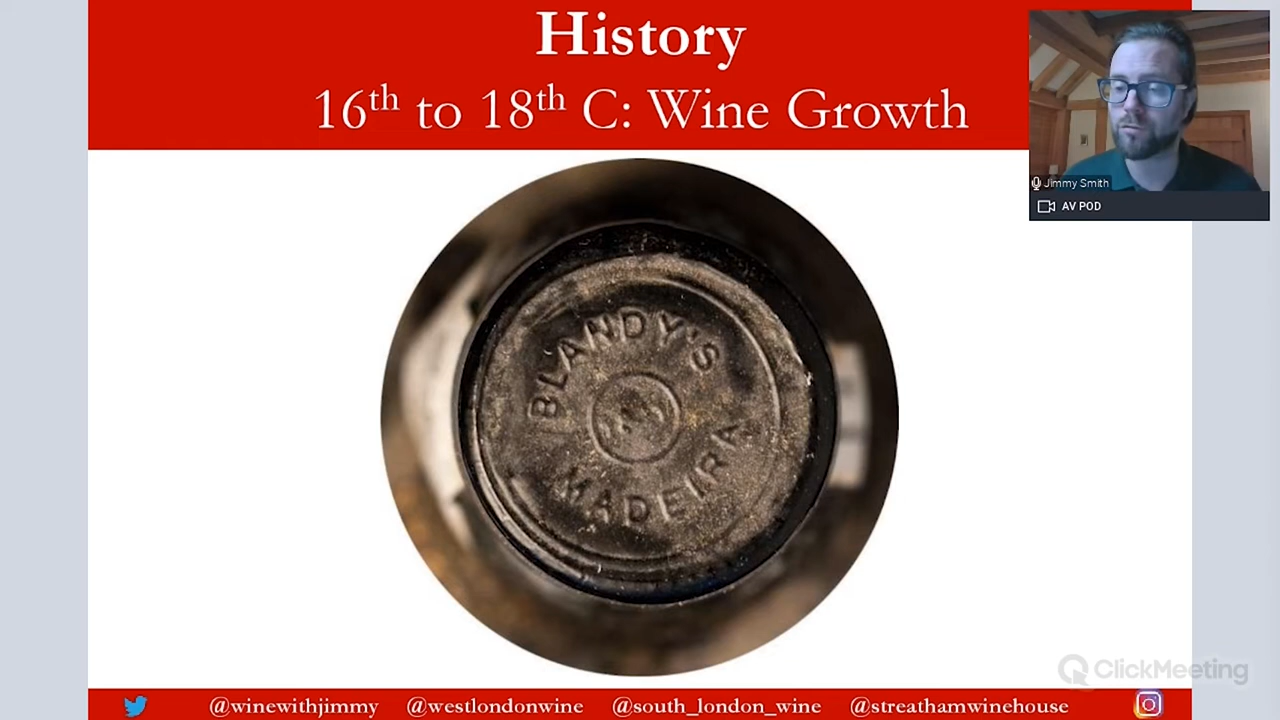 History
16th to 18th C: Wine Growth
Jimmy Smith
AV POD
BLANDY'S
MADEIRA
ClickMeeting
@winewithjimmy @westlondonwine @south_london_wine @streathamwinehouse